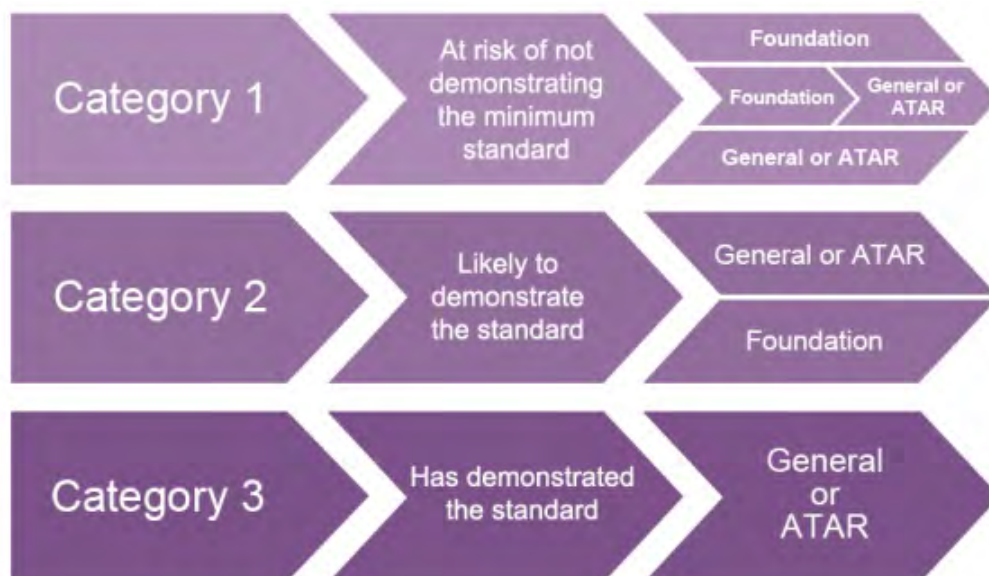 Category 1
At risk of not
demonstrating
the minimum
standard
Foundation
Foundation
General or
ATAR
General or ATAR
Category 2
Likely to
demonstrate
the standard
General or ATAR
Foundation
Category 3
Has demonstrated
the standard
General
or
ATAR